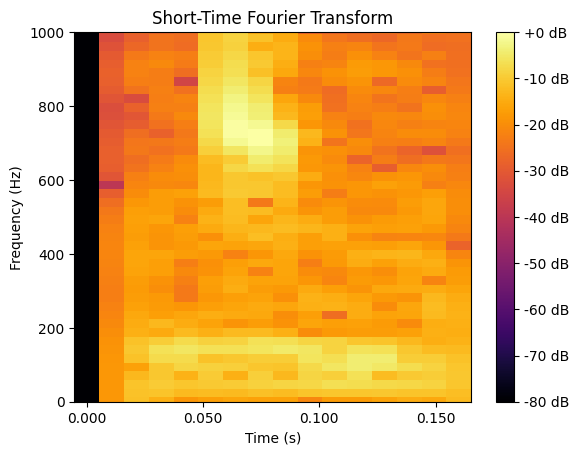 Short-Time Fourier Transform
1000
800
600
400
200
0
Frequency (Hz)
0.000
0.050
0.100
0.150
Time (s)
+0 dB
-10 dB
-20 dB
-30 dB
-40 dB
-50 dB
-60 dB
-70 dB
-80 dB